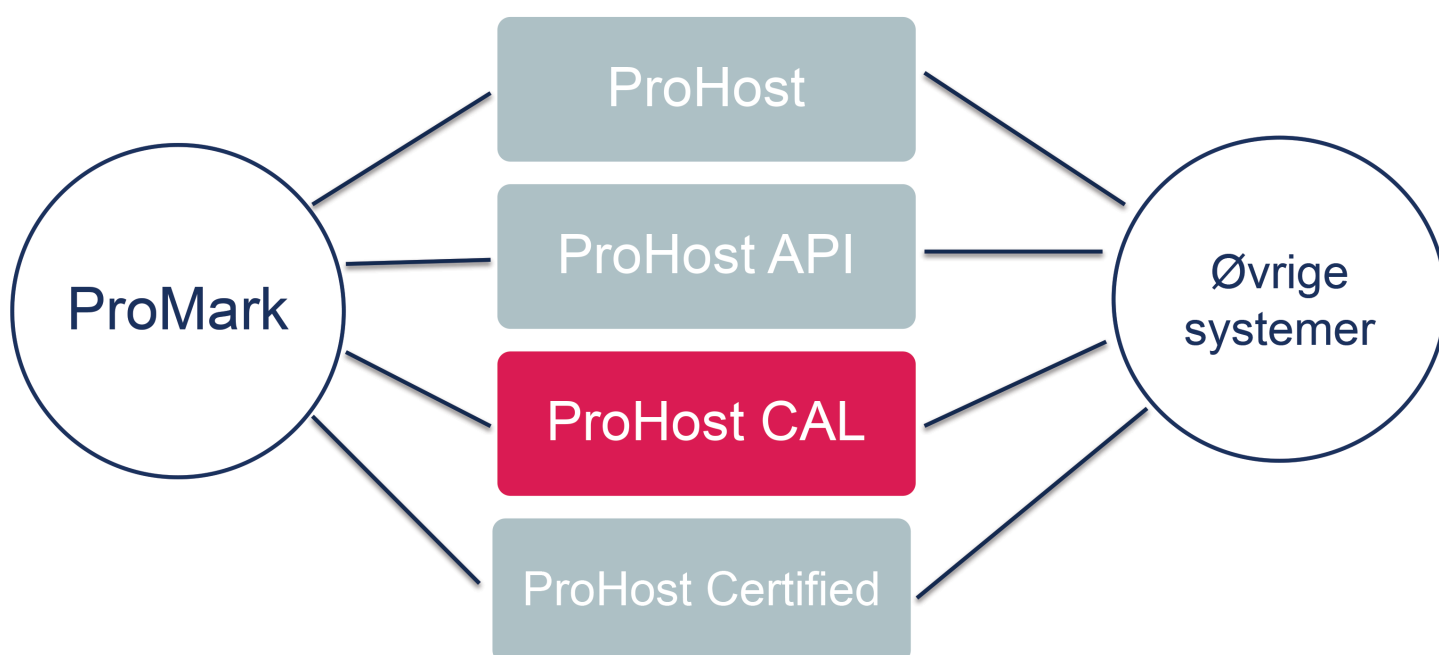 ProMark
ProHost
ProHost API
ProHost CAL
ProHost Certified
Øvrige
systemer